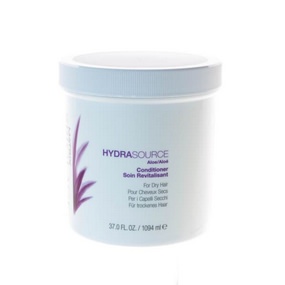 HYDRASOURCE
Aloe/Aloé
Conditioner
Soin Revitalisant
For Dry Hair
Pour Cheveux Secs
Per i Capelli Secchi
Für trockenes Haar
37.0 FL. OZ. / 1094 ml ℮